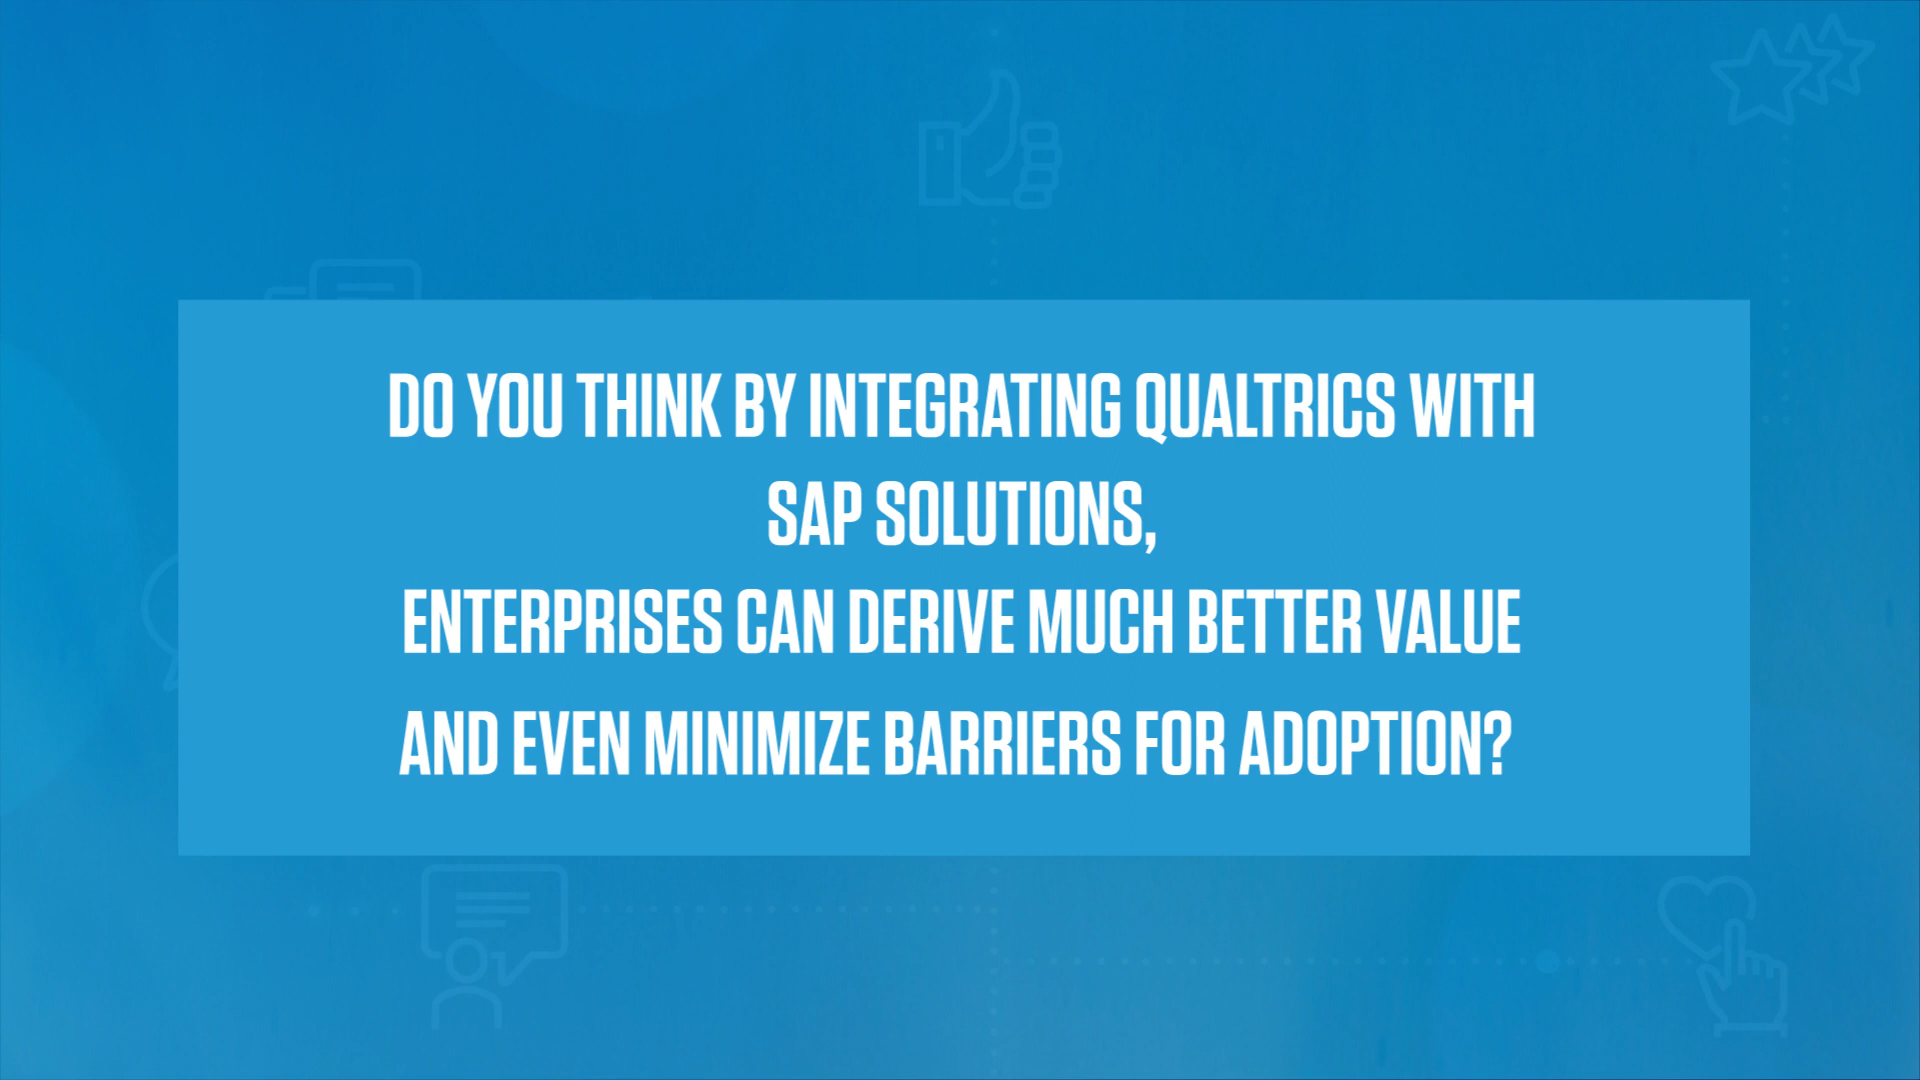 DO YOU THINK BY INTEGRATING QUALTRICS WITH
SAP SOLUTIONS,
ENTERPRISES CAN DERIVE MUCH BETTER VALUE
AND EVEN MINIMIZE BARRIERS FOR ADOPTION?